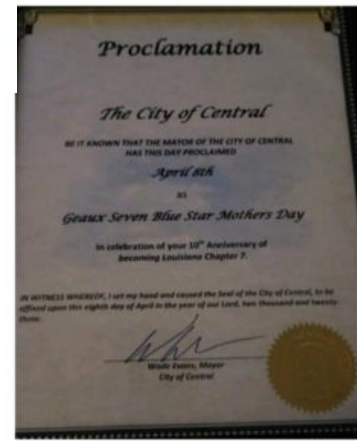 Proclamation
The City of Central
BE IT KNOWN THAT THE MAYOR OF THE CITY OF CENTRAL
HAS THIS DAY PROCLAIMED
April 8th
as
Geaux Seven Blue Star Mothers Day
In celebration of your 10th Anniversary of
becoming Louisiana Chapter 7.
IN WITNESS WHEREOF, I set my hand and caused the Seal of the City of Central, to be
affixed upon this eighth day of April in the year of our Lord, two thousand and twenty-
three.
Wade Evans, Mayor
City of Central